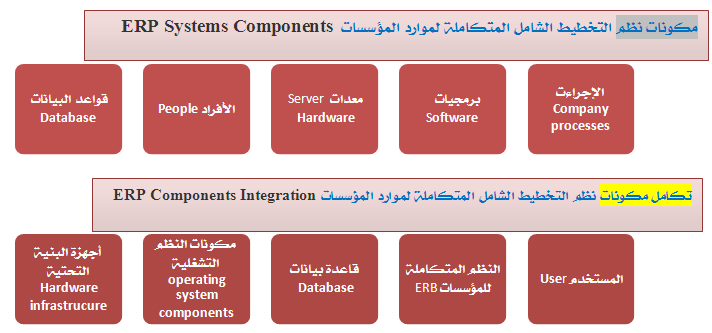 مكونات نظم التخطيط الشامل المتكاملة لموارد المؤسسات ERP Systems Components
الإجراءت
Company
processes
برمجيات
Software
معدات Server
Hardware
الأفراد People
قواعد البيانات
Database
تكامل مكونات نظم التخطيط الشامل المتكاملة لموارد المؤسسات ERP Components Integration
المستخدم User
النظم المتكاملة
للمؤسسات ERB
قاعدة بيانات
Database
مكونات النظم
التشغلية
operating
system
components
أجهزة البنية
التحتية
Hardware
infrastrucure